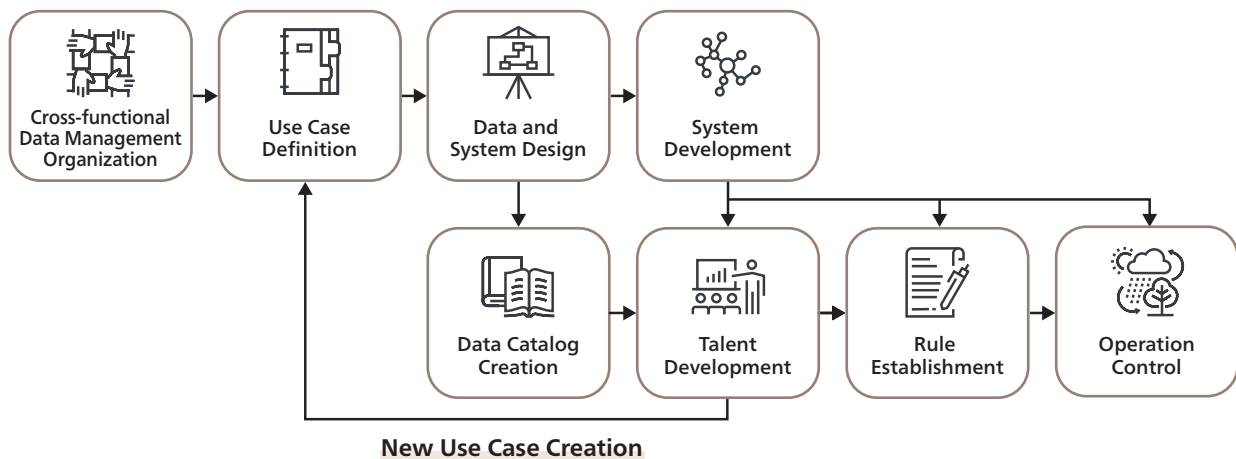 Cross-functional
Data Management
Organization
Use Case
Definition
Data and
System Design
System
Development
Data Catalog
Creation
Talent
Development
Rule
Establishment
Operation
Control
New Use Case Creation